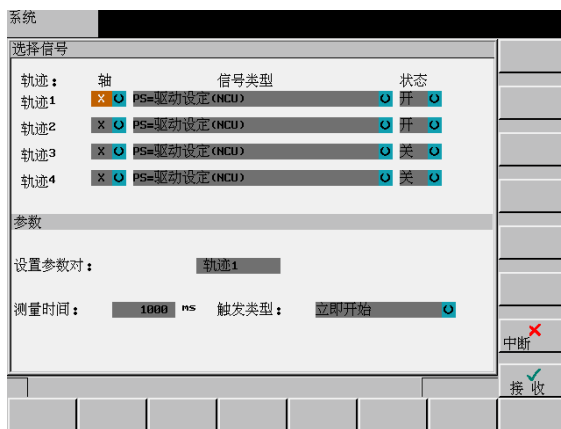 系统
选择信号
轨迹： 轴 信号类型 状态
轨迹1 X PS=驱动设定(NCU) 开
轨迹2 X PS=驱动设定(NCU) 开
轨迹3 X PS=驱动设定(NCU) 关
轨迹4 X PS=驱动设定(NCU) 关
参数
设置参数对： 轨迹1
测量时间： 1000 ms 触发类型： 立即开始
中断
接收